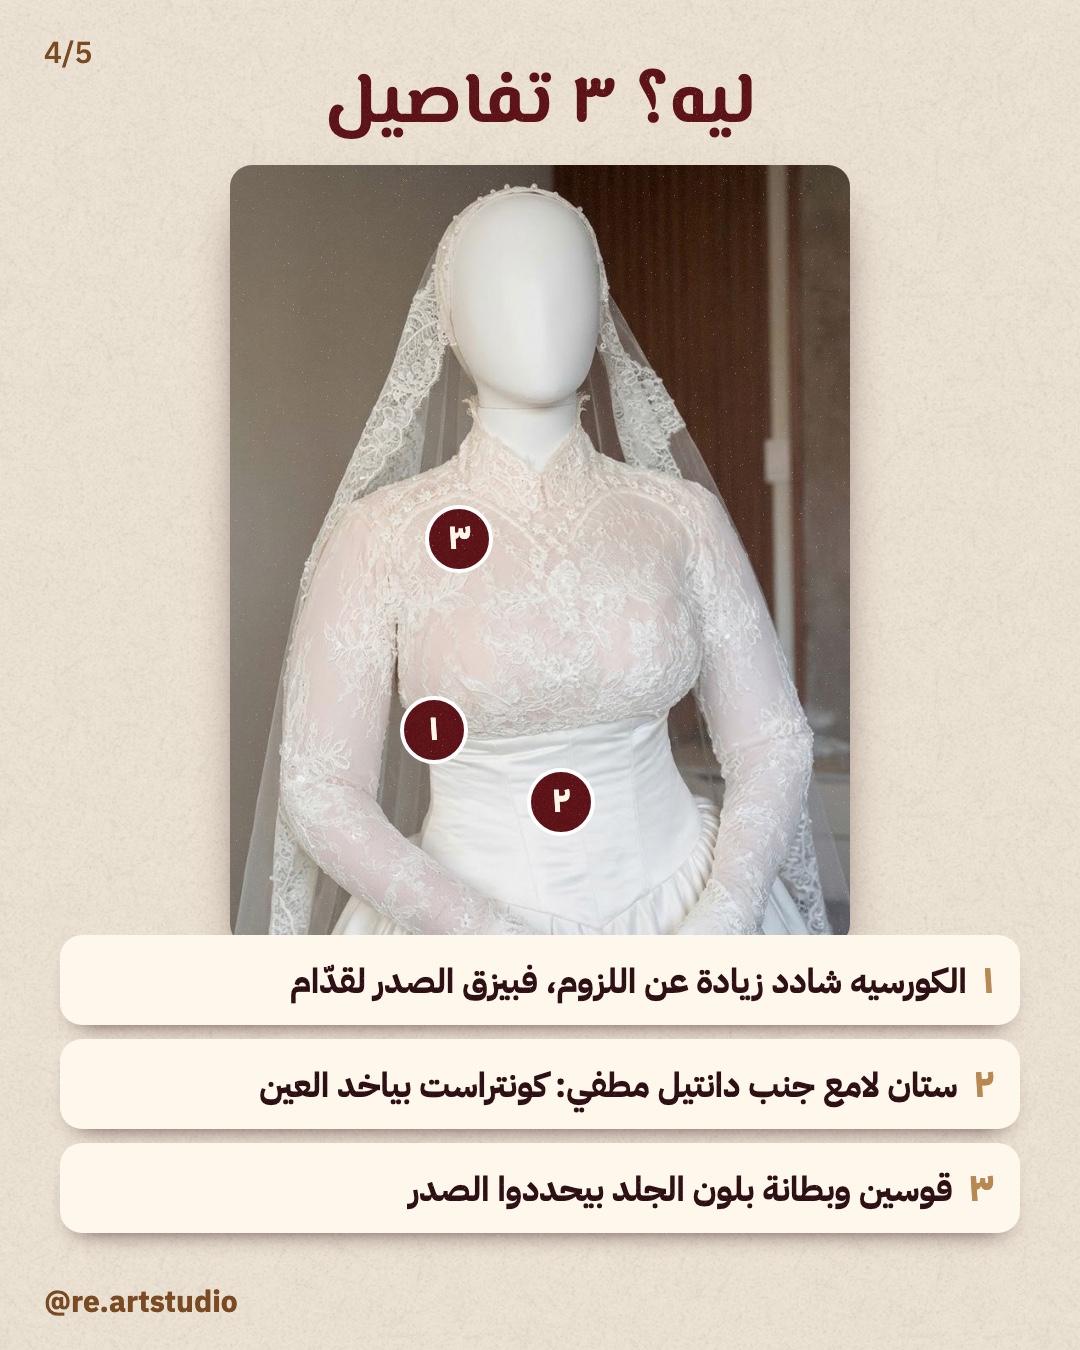 4/5
ليه؟ ٣ تفاصيل
٣
١
٢
١ الكورسيه شادد زيادة عن اللزوم، فبيزق الصدر لقدّام
٢ ستان لامع جنب دانتيل مطفي: كونتراست بياخد العين
٣ قوسين وبطانة بلون الجلد بيحددوا الصدر
@re.artstudio